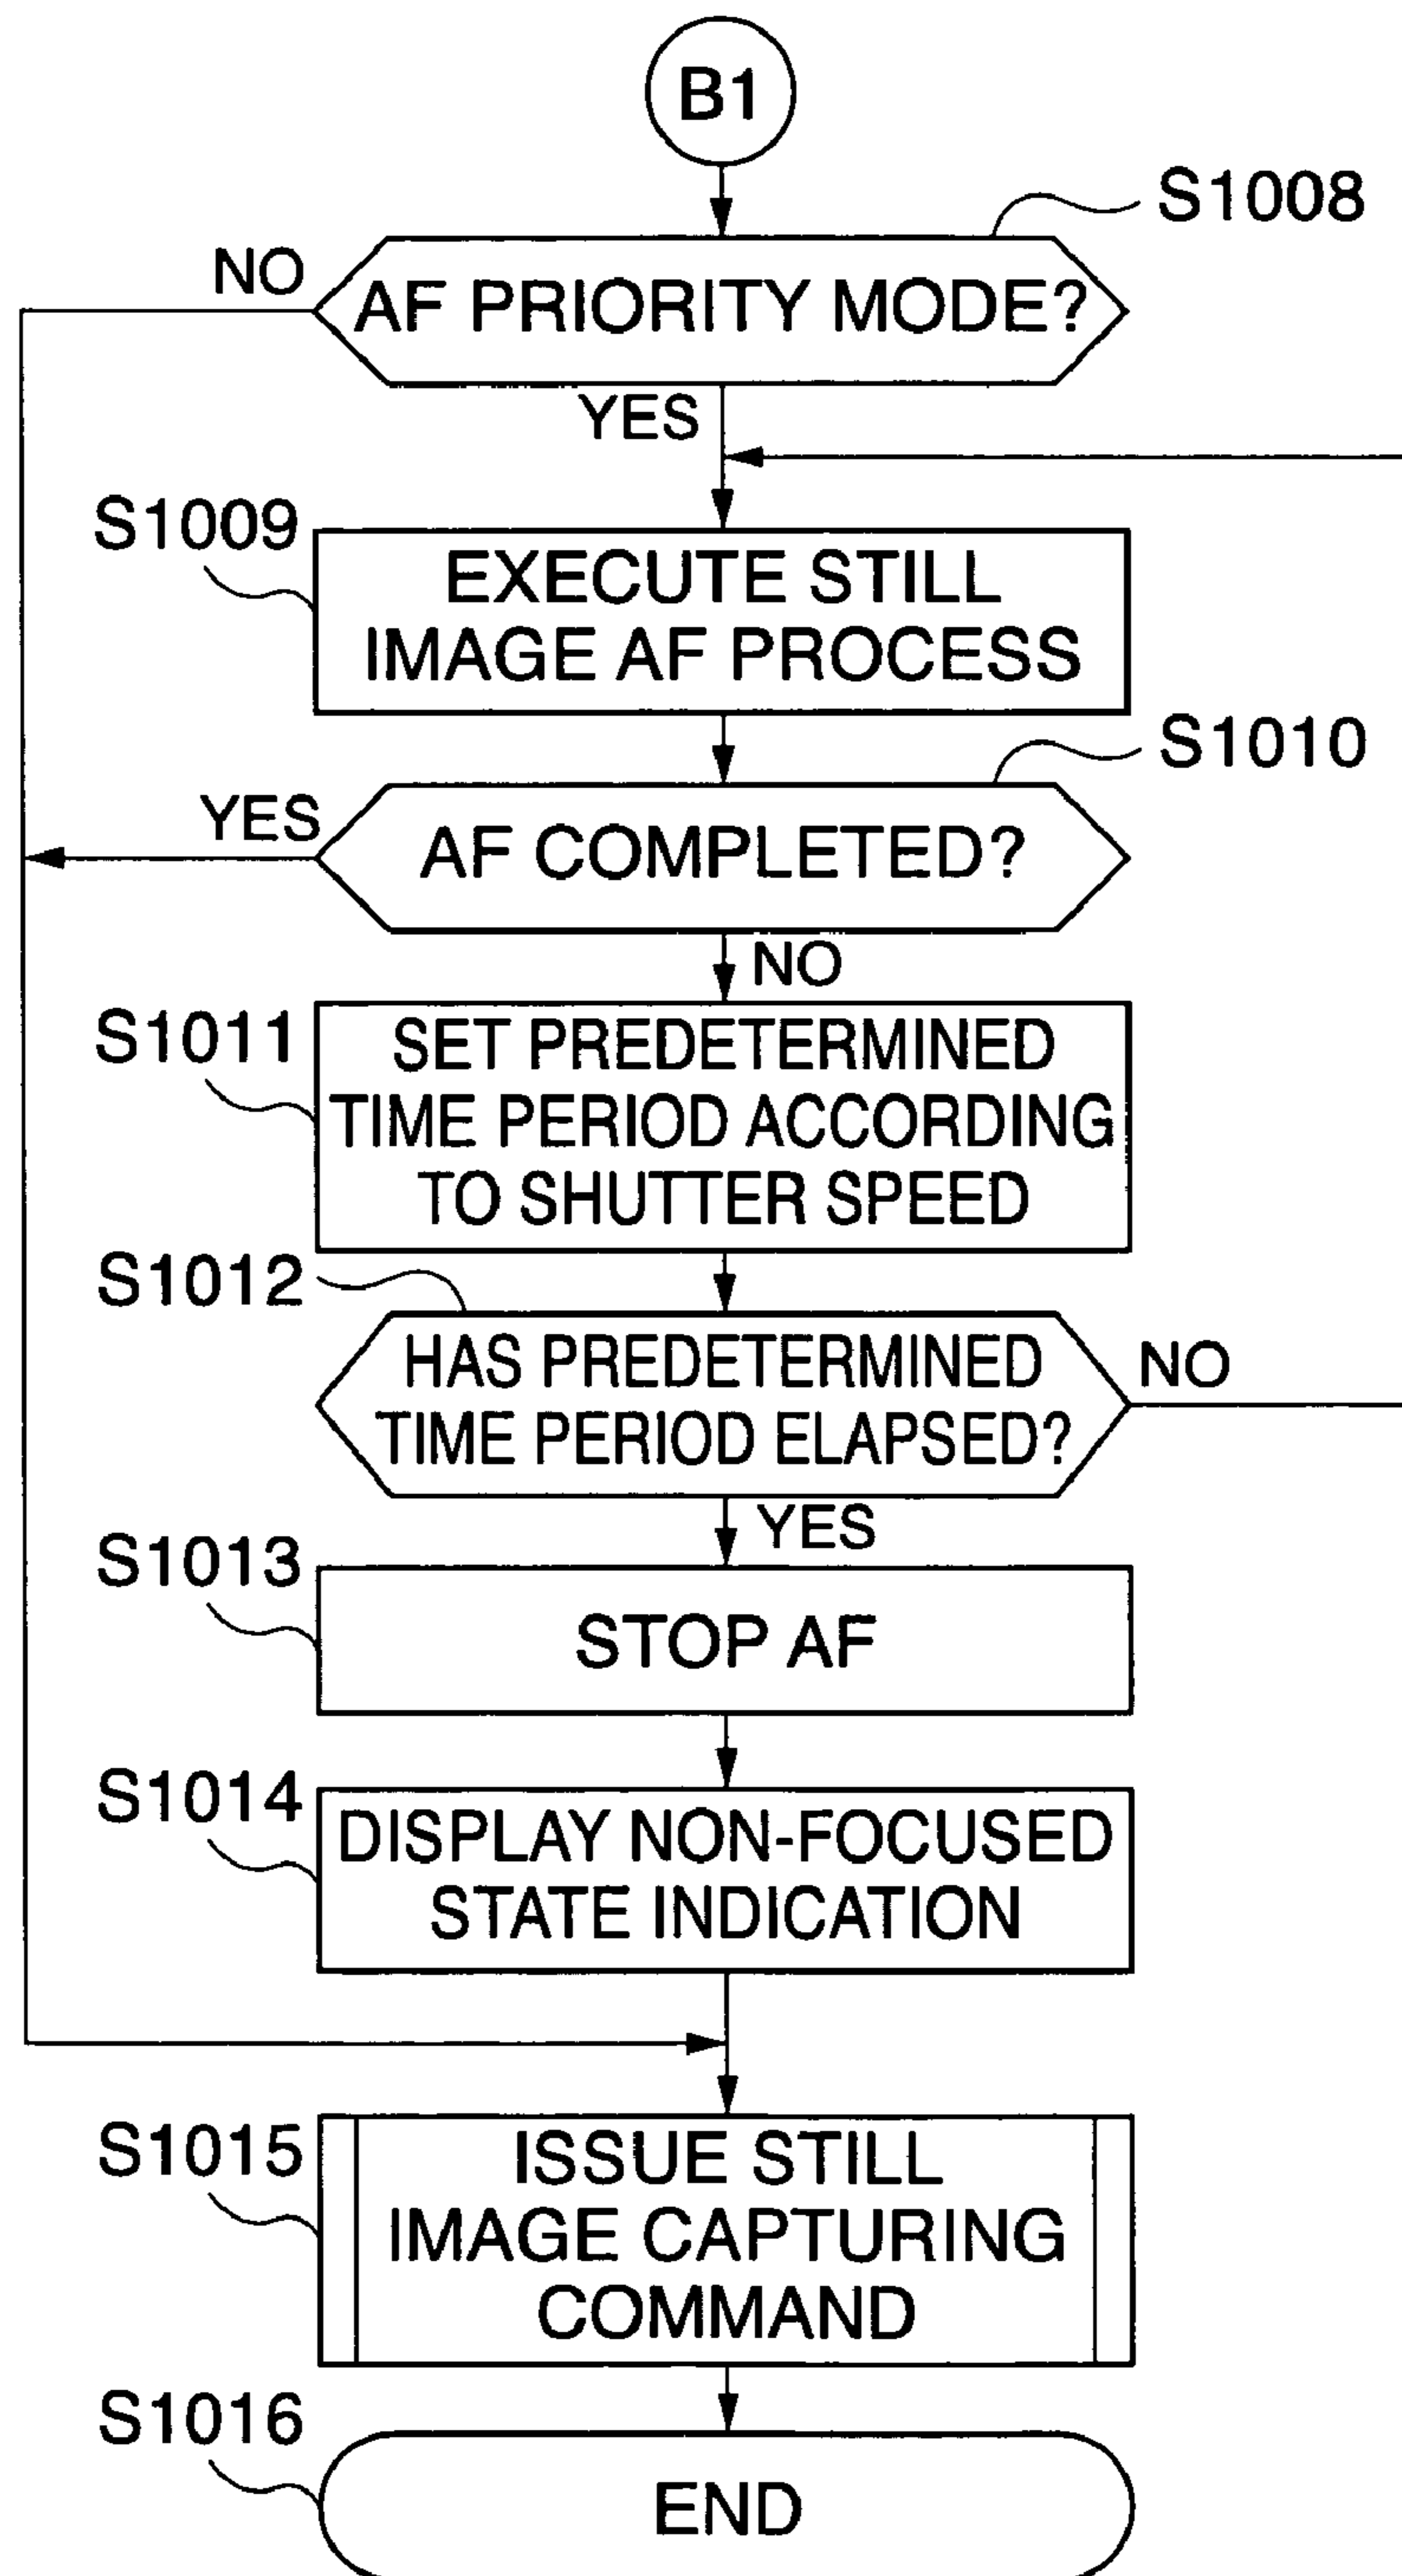 B1
S1008
NO
AF PRIORITY MODE?
YES
S1009
EXECUTE STILL
IMAGE AF PROCESS
S1010
YES
AF COMPLETED?
NO
S1011
SET PREDETERMINED
TIME PERIOD ACCORDING
TO SHUTTER SPEED
S1012
HAS PREDETERMINED
TIME PERIOD ELAPSED?
NO
YES
S1013
STOP AF
S1014
DISPLAY NON-FOCUSED
STATE INDICATION
S1015
ISSUE STILL
IMAGE CAPTURING
COMMAND
S1016
END